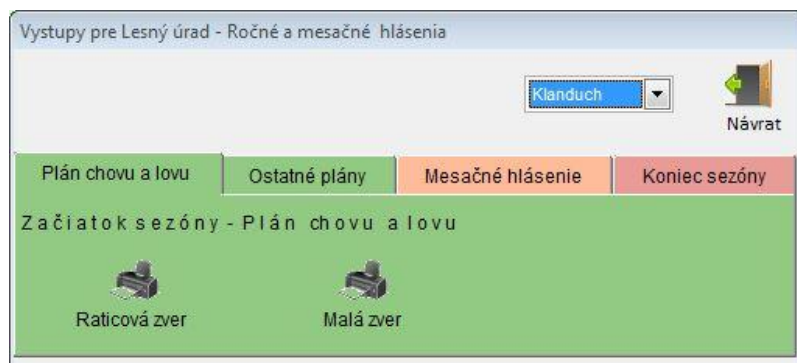 Vystupy pre Lesný úrad - Ročné a mesačné hlásenia
Klanduch
Návrat
Plán chovu a lovu Ostatné plány Mesačné hlásenie Koniec sezóny
Začiatok sezóny - Plán chovu a lovu
Raticová zver Malá zver